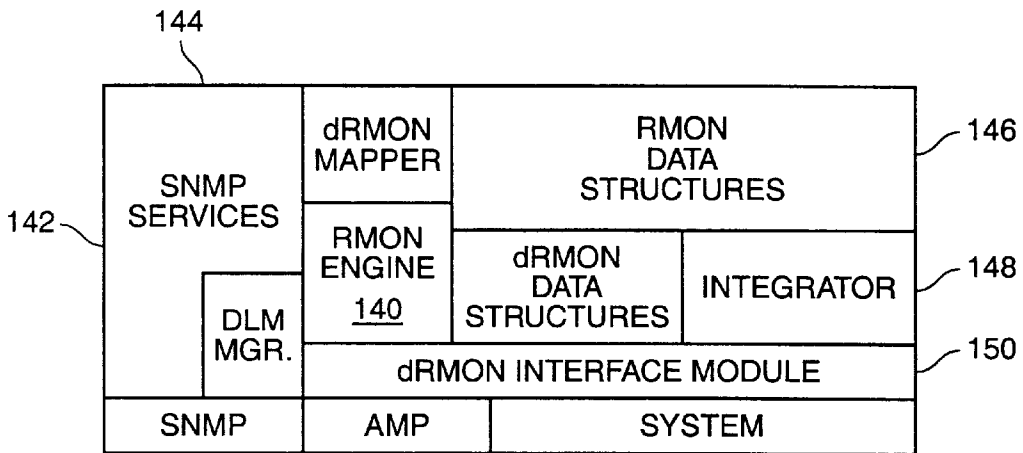 144
dRMON
MAPPER
RMON
DATA
STRUCTURES
146
SNMP
SERVICES
142
RMON
ENGINE
140
dRMON
DATA
STRUCTURES
INTEGRATOR
148
DLM
MGR.
dRMON INTERFACE MODULE
150
SNMP
AMP
SYSTEM